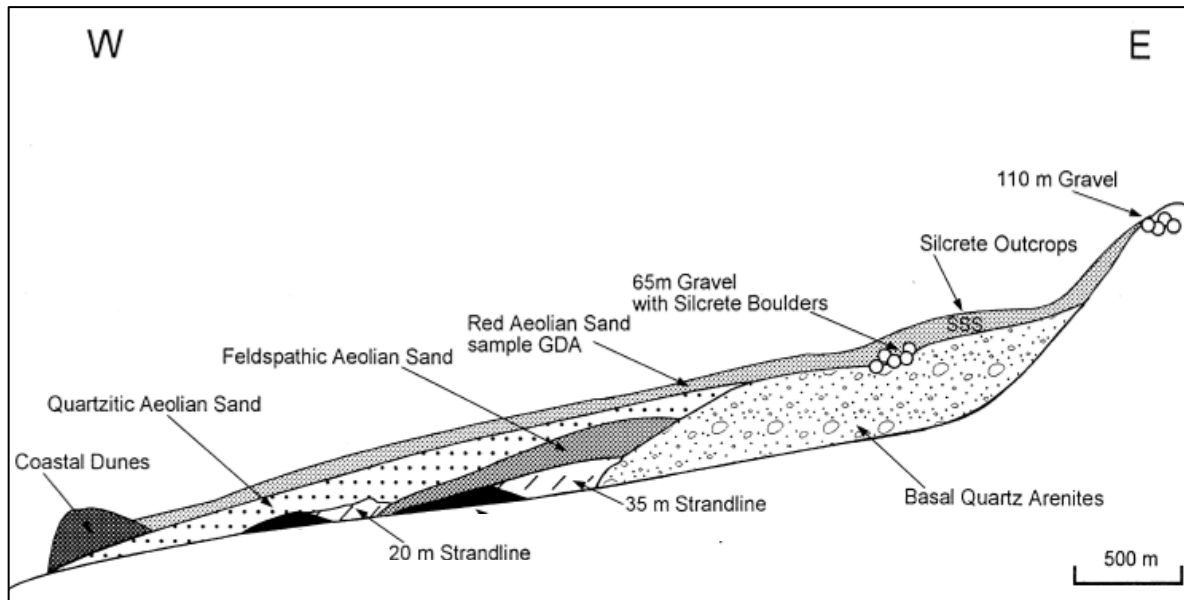 W
E
110 m Gravel
Silcrete Outcrops
65m Gravel
with Silcrete Boulders
SSS
Red Aeolian Sand
sample GDA
Feldspathic Aeolian Sand
Quartzitic Aeolian Sand
Coastal Dunes
35 m Strandline
Basal Quartz Arenites
20 m Strandline
500 m